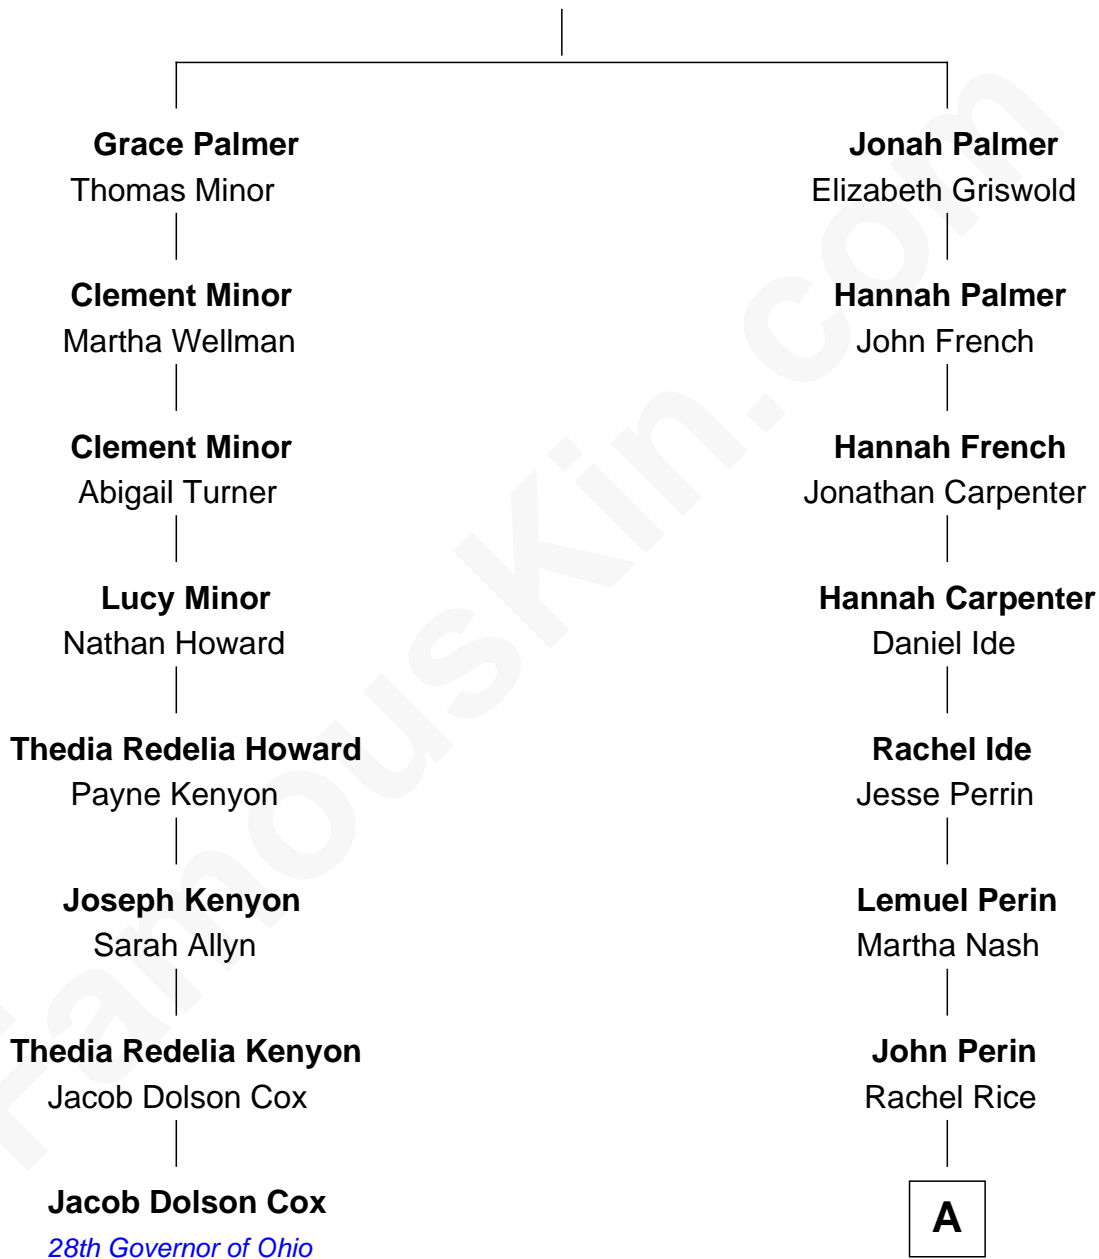 Grace Palmer
Thomas Minor
Clement Minor
Martha Wellman
Clement Minor
Abigail Turner
Lucy Minor
Nathan Howard
Thedia Redelia Howard
Payne Kenyon
Joseph Kenyon
Sarah Allyn
Thedia Redelia Kenyon
Jacob Dolson Cox
Jacob Dolson Cox
28th Governor of Ohio
Jonah Palmer
Elizabeth Griswold
Hannah Palmer
John French
Hannah French
Jonathan Carpenter
Hannah Carpenter
Daniel Ide
Rachel Ide
Jesse Perrin
Lemuel Perin
Martha Nash
John Perin
Rachel Rice
A
FamousKin.com